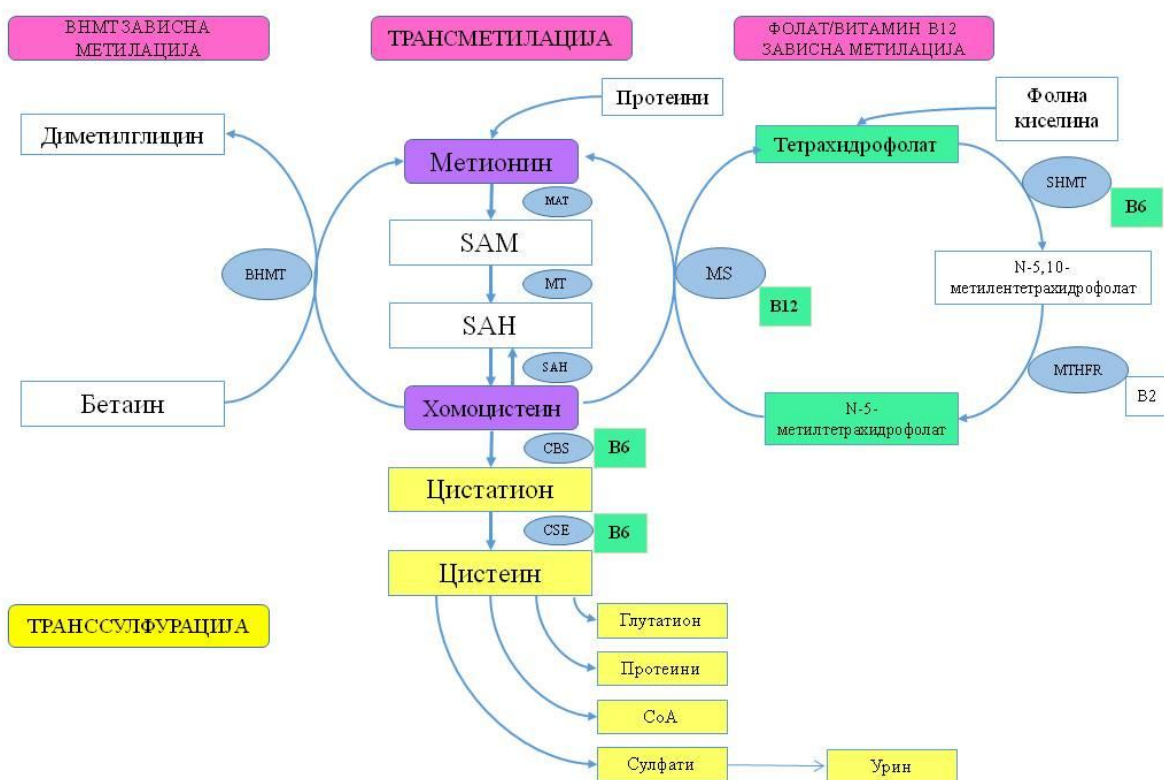 ВНМТ ЗАВИСНА
МЕТИЛАЦИЈА
ТРАНСМЕТИЛАЦИЈА
ФОЛАТ/ВИТАМИН В12
ЗАВИСНА МЕТИЛАЦИЈА
Протеини
Фолна
киселина
Диметилглицин
Метионин
Тетрахидрофолат
MAT
SHMT
B6
SAM
BHMT
MT
MS
B12
N-5,10-
метилентетрахидрофолат
SAH
SAH
MTHFR
B2
Бетаин
Хомоцистеин
N-5-
метилтетрахидрофолат
CBS
B6
Цистатион
CSE
B6
Цистеин
ТРАНССУЛФУРАЦИЈА
Глутатион
Протеини
CoA
Сулфати
Урин